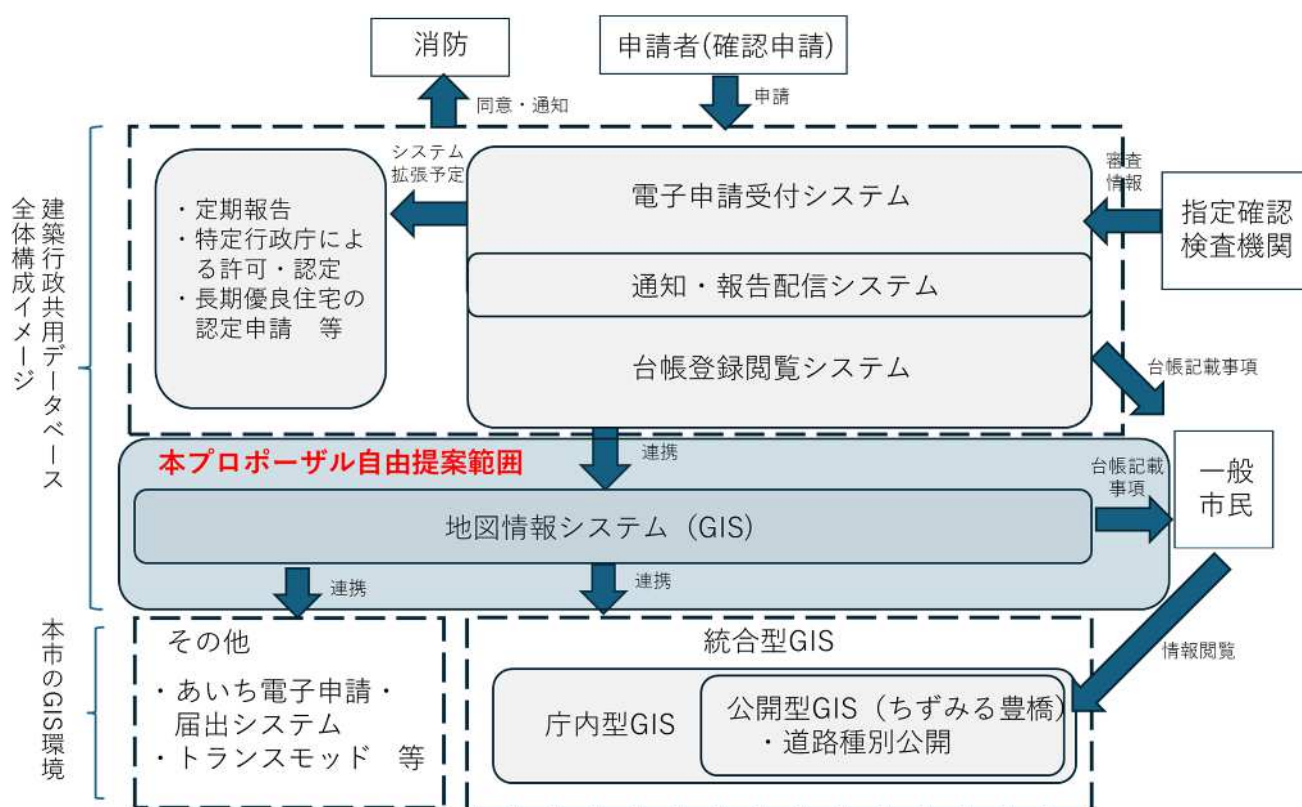 消防
申請者(確認申請)
同意・通知
申請
システム
拡張予定
・定期報告
・特定行政庁によ
る許可・認定
・長期優良住宅の
認定申請　等
電子申請受付システム
通知・報告配信システム
台帳登録閲覧システム
審査
情報
指定確認
検査機関
台帳記載事項
建築行政共用データベース
全体構成イメージ
連携
本プロポーザル自由提案範囲
地図情報システム（GIS）
台帳記載
事項
一般
市民
連携
連携
情報閲覧
本市のGIS環境
その他
・あいち電子申請・
届出システム
・トランスモッド　等
統合型GIS
庁内型GIS
公開型GIS（ちずみる豊橋）
・道路種別公開